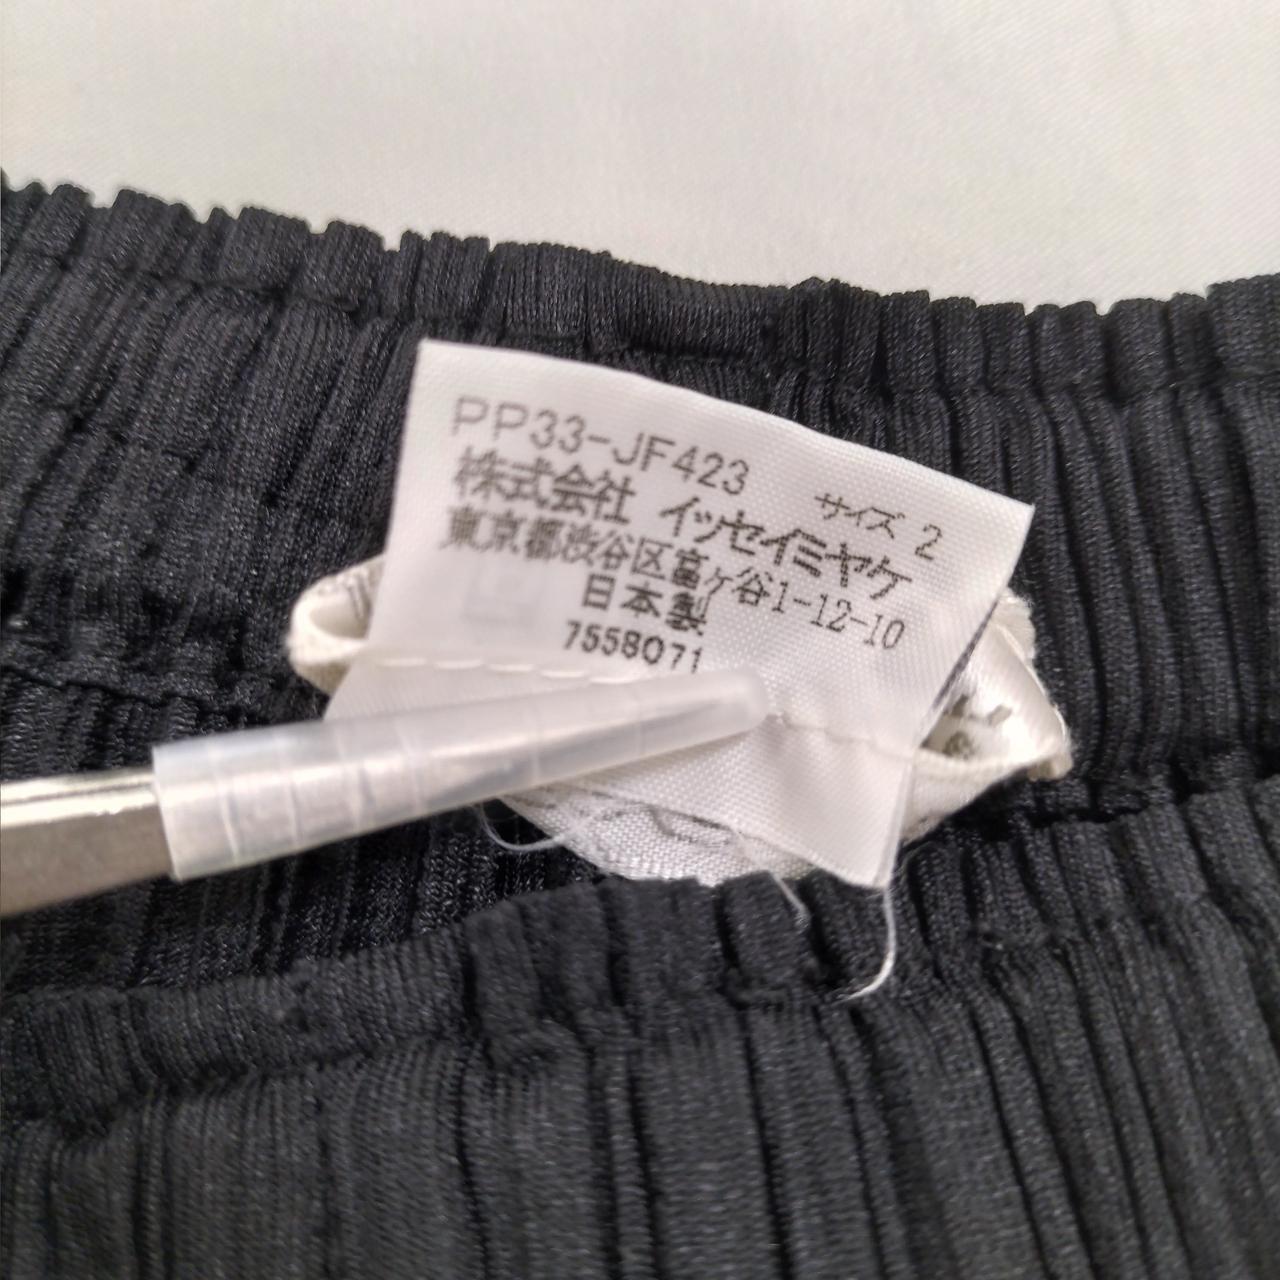 PP33-JF423 サイズ 2
株式会社 イッセイミヤケ
東京都渋谷区富ヶ谷1-12-10
日本製
7558071